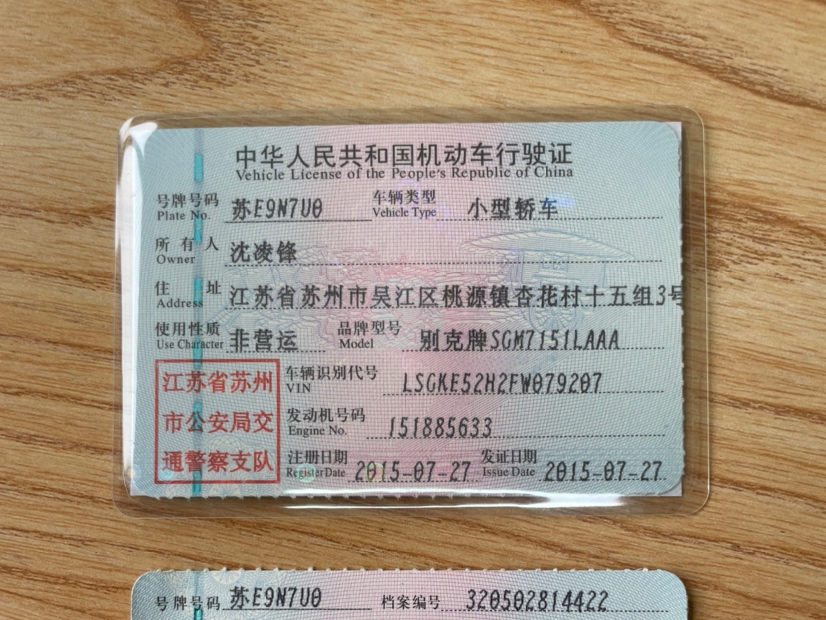 中华人民共和国机动车行驶证
Vehicle License of the People's Republic of China
号牌号码 苏E9N7U0 车辆类型 小型轿车
Plate No. Vehicle Type
所有人 沈凌锋
Owner
住址 江苏省苏州市吴江区桃源镇杏花村十五组3号
Address
使用性质 非营运 品牌型号 别克牌SGM7151LAAA
Use Character Model
江苏省苏州 车辆识别代号 LSGKE52H2FW079207
VIN
市公安局交 发动机号码 151885633
Engine No.
通警察支队 注册日期 2015-07-27 发证日期 2015-07-27
Register Date Issue Date
号牌号码 苏E9N7U0 档案编号 320502814422